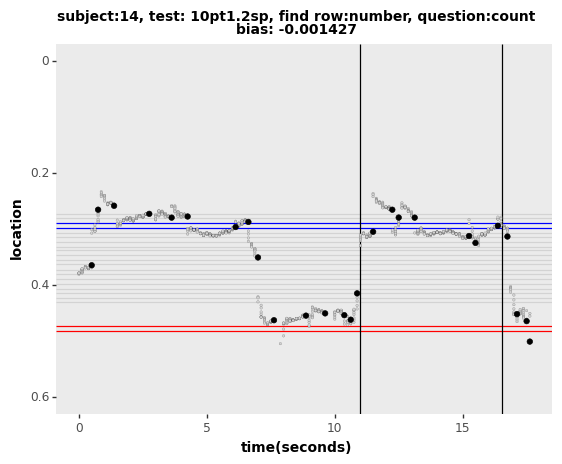 subject:14, test: 10pt1.2sp, find row:number, question:count
bias: -0.001427
0
0.2
0.4
0.6
location
0
5
10
15
time(seconds)